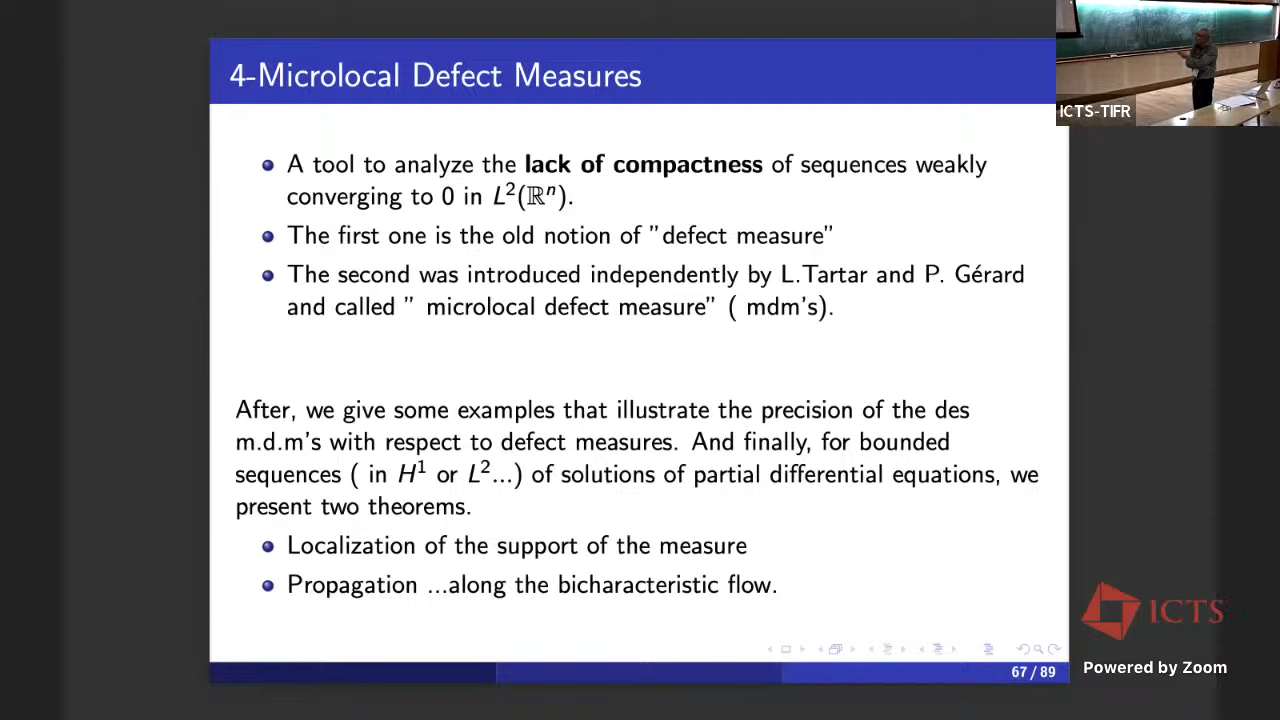 4-Microlocal Defect Measures
A tool to analyze the lack of compactness of sequences weakly
converging to 0 in L²(ℝⁿ).
The first one is the old notion of "defect measure"
The second was introduced independently by L.Tartar and P. Gérard
and called " microlocal defect measure" ( mdm's).
After, we give some examples that illustrate the precision of the des
m.d.m's with respect to defect measures. And finally, for bounded
sequences ( in H¹ or L²...) of solutions of partial differential equations, we
present two theorems.
Localization of the support of the measure
Propagation ...along the bicharacteristic flow.
67 / 89
ICTS-TIFR
ICTS
Powered by Zoom